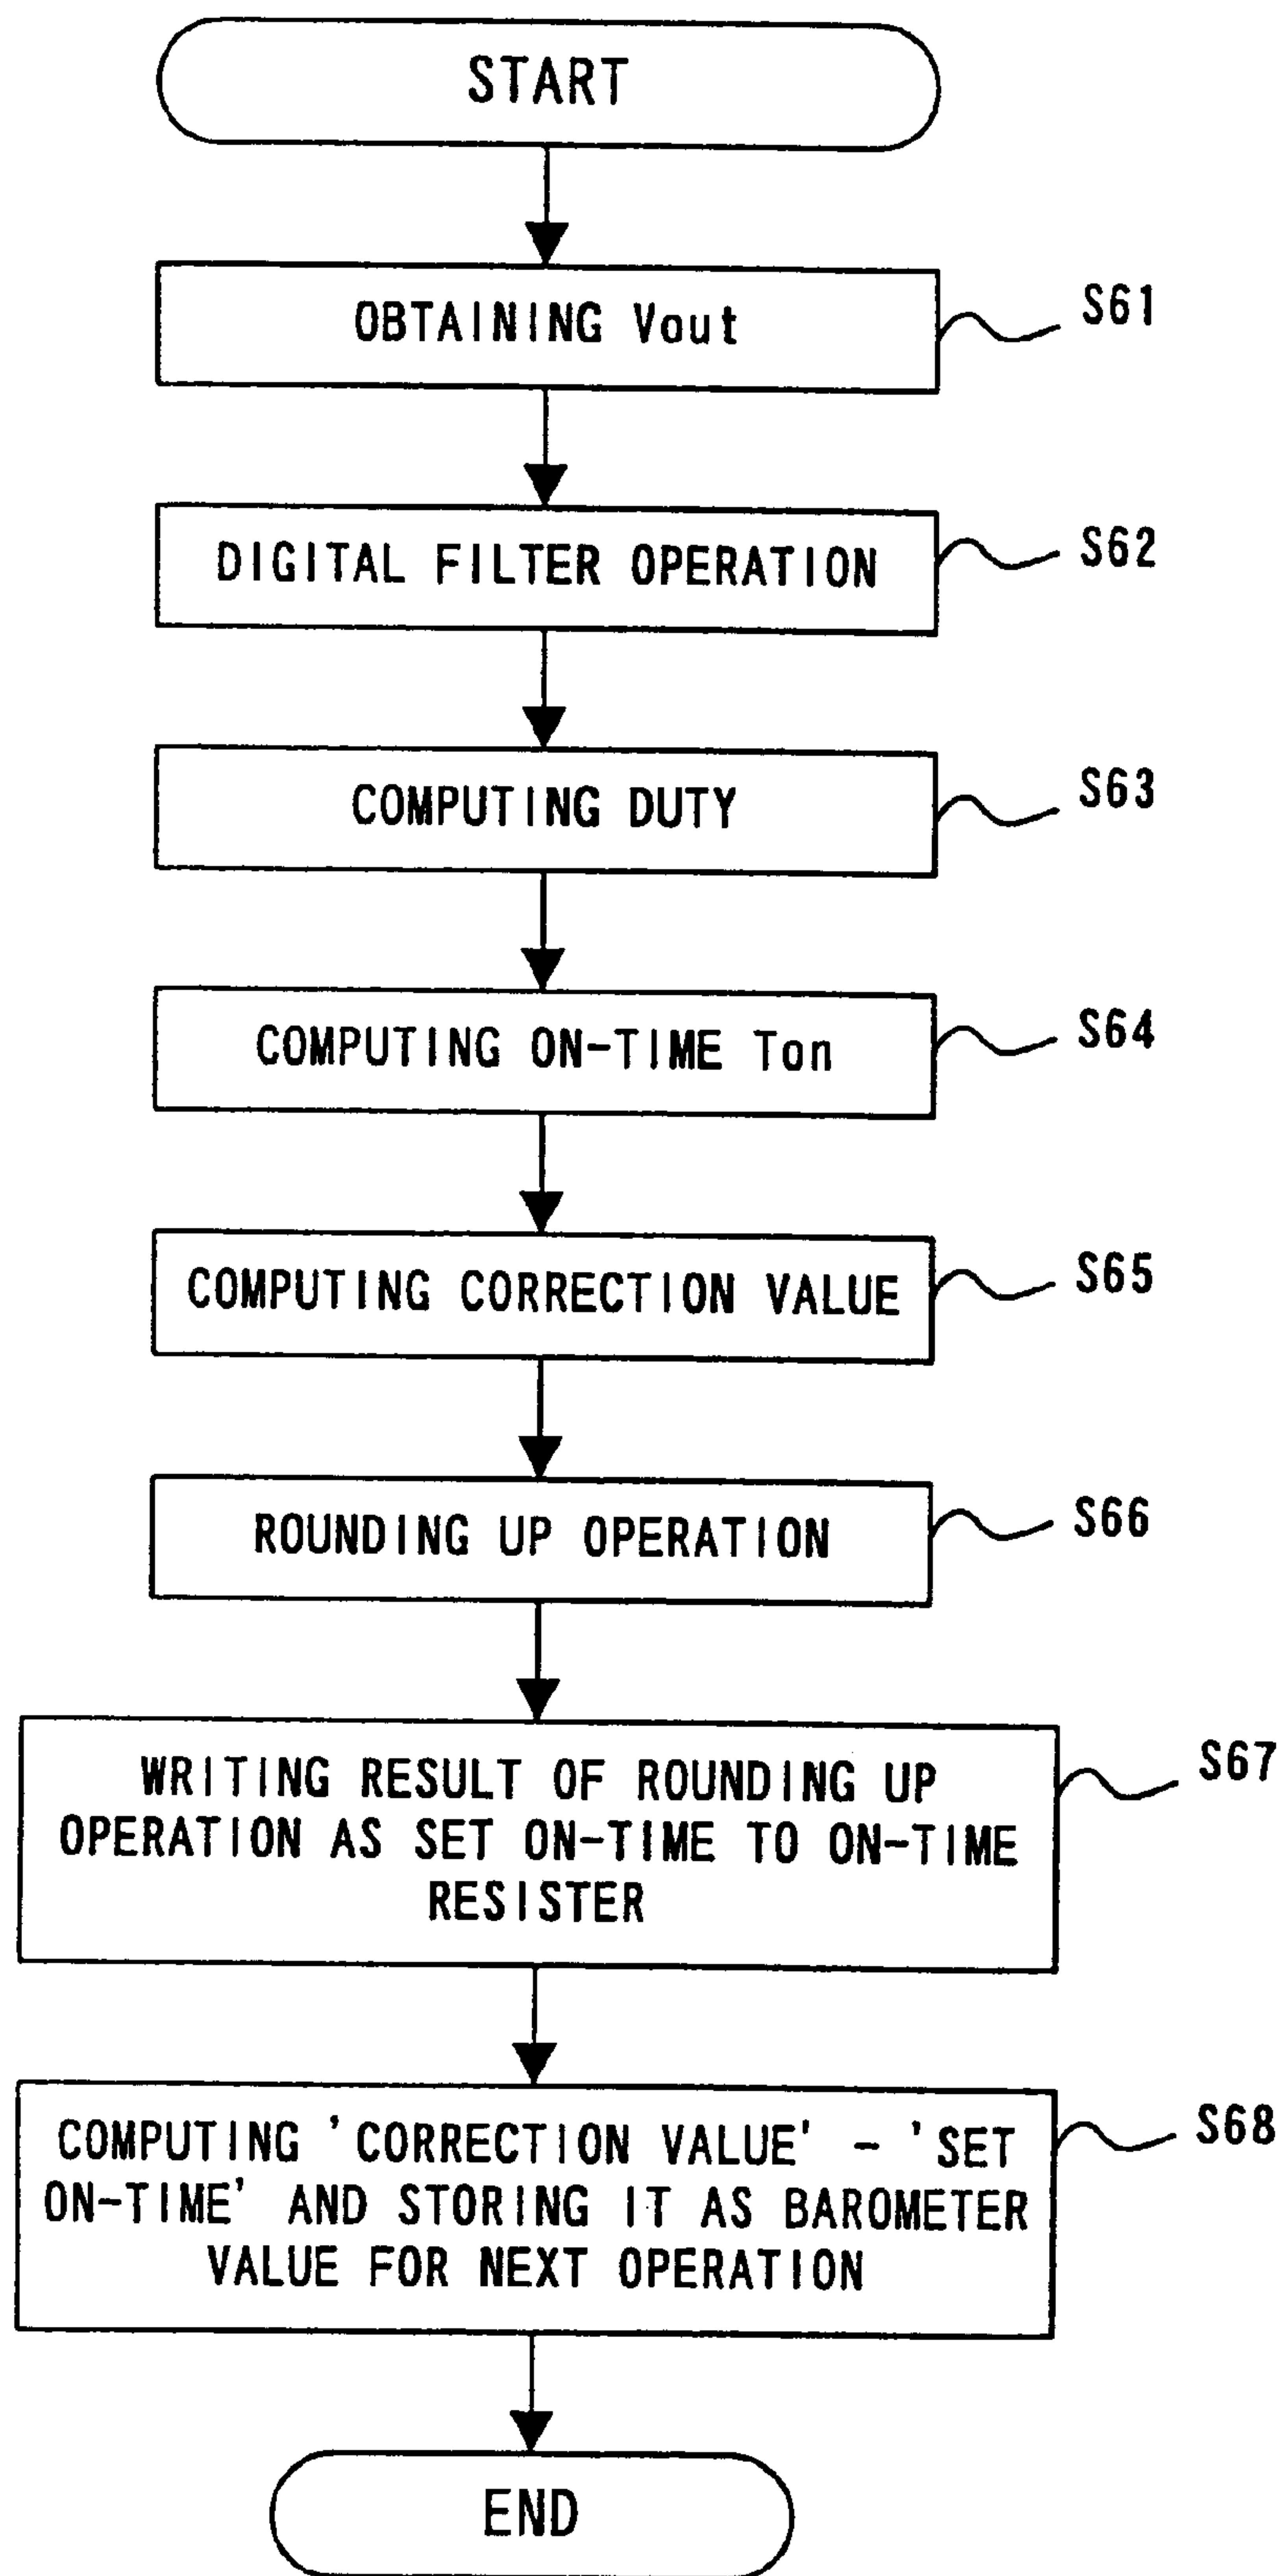 START
OBTAINING Vout
S61
DIGITAL FILTER OPERATION
S62
COMPUTING DUTY
S63
COMPUTING ON-TIME Ton
S64
COMPUTING CORRECTION VALUE
S65
ROUNDING UP OPERATION
S66
WRITING RESULT OF ROUNDING UP
OPERATION AS SET ON-TIME TO ON-TIME
RESISTER
S67
COMPUTING 'CORRECTION VALUE' - 'SET
ON-TIME' AND STORING IT AS BAROMETER
VALUE FOR NEXT OPERATION
S68
END